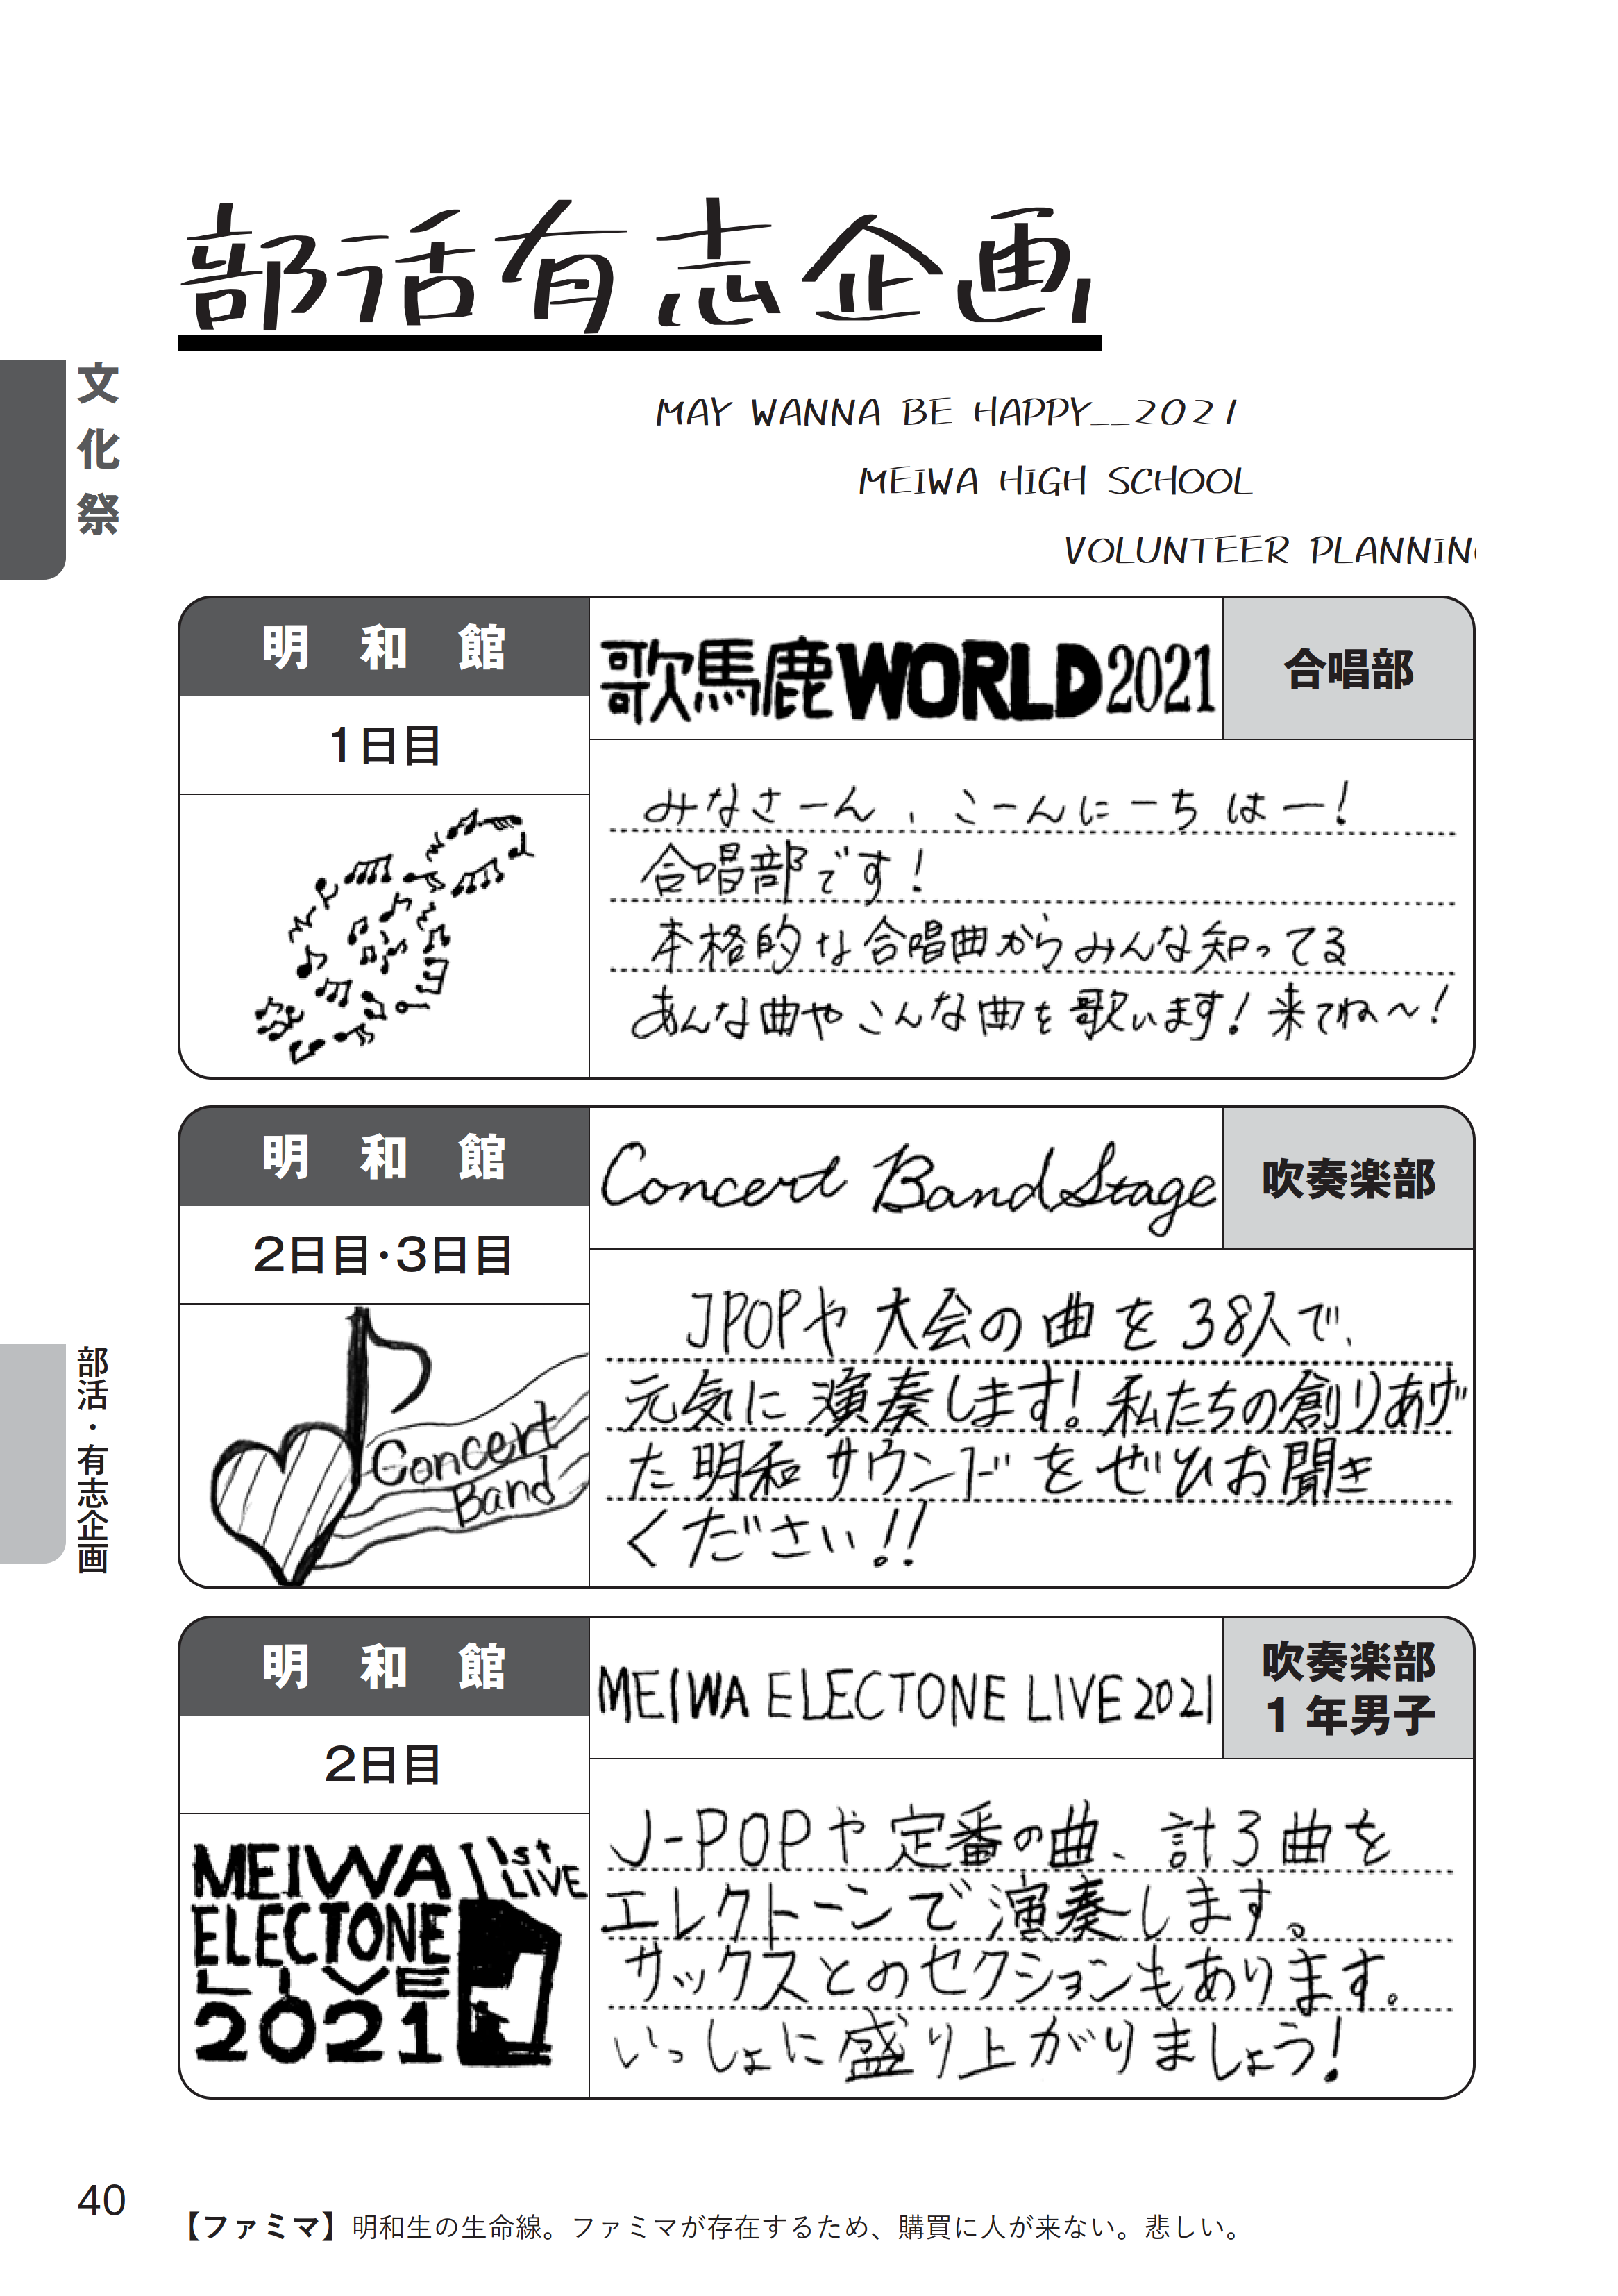 部活有志企画
MAY WANNA BE HAPPY__2021
MEIWA HIGH SCHOOL
VOLUNTEER PLANNING
文化祭
明和館
歌馬鹿WORLD2021
合唱部
1日目
みなさーん、こーんにーちはー!
合唱部です!
本格的な合唱曲からみんな知ってる
あんな曲やこんな曲を歌います!来てね〜!
明和館
Concert Band Stage
吹奏楽部
2日目・3日目
Concert
Band
JPOPや大会の曲を38人で、
元気に演奏します!私たちの創りあげ
た明和サウンドをぜひお聞き
ください!!
部活・有志企画
明和館
MEIWA ELECTONE LIVE 2021
吹奏楽部
1年男子
2日目
MEIWA
1st
LIVE
ELECTONE
LIVE
2021
J-POPや定番の曲、計3曲を
エレクトーンで演奏します。
サックスとのセクションもあります。
いっしょに盛り上がりましょう!
40
【ファミマ】明和生の生命線。ファミマが存在するため、購買に人が来ない。悲しい。